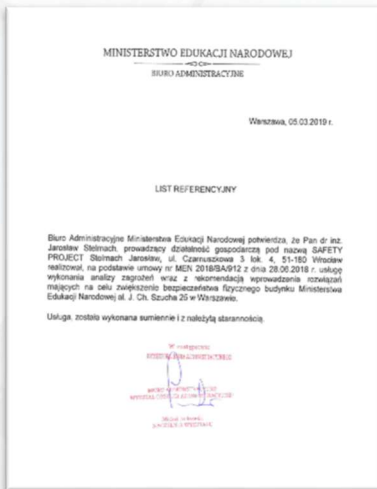 MINISTERSTWO EDUKACJI NARODOWEJ
BIURO ADMINISTRACYJNE
Warszawa, 05.03.2019 r.
LIST REFERENCYJNY
Biuro Administracyjne Ministerstwa Edukacji Narodowej potwierdza, że Pan dr inż.
Jarosław Stelmach, prowadzący działalność gospodarczą pod nazwą SAFETY
PROJECT Stelmach Jarosław, ul. Czarnuszkowa 3 lok. 4, 51-180 Wrocław
realizował, na podstawie umowy nr MEN 2018/BA/912 z dnia 28.06.2018 r. usługę
wykonania analizy zagrożeń wraz z rekomendacją wprowadzenia rozwiązań
mających na celu zwiększenie bezpieczeństwa fizycznego budynku Ministerstwa
Edukacji Narodowej al. J. Ch. Szucha 25 w Warszawie.
Usługa, została wykonana sumiennie i z należytą starannością.
W zastępstwie